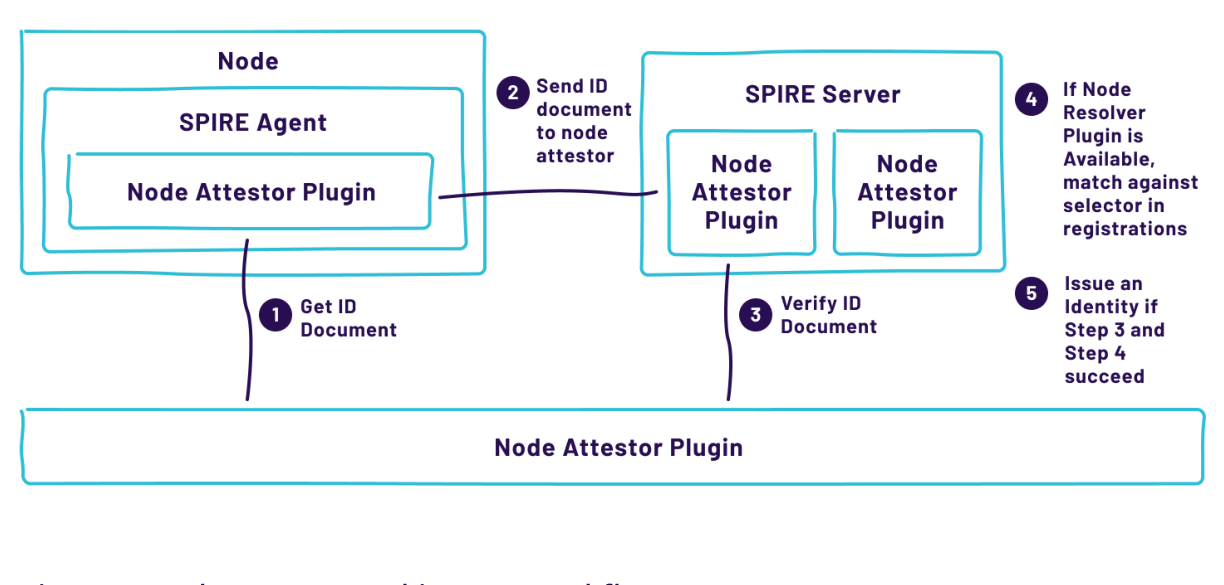 Node
SPIRE Agent
Node Attestor Plugin
2
Send ID
document
to node
attestor
SPIRE Server
Node
Attestor
Plugin
Node
Attestor
Plugin
4
If Node
Resolver
Plugin is
Available,
match against
selector in
registrations
1
Get ID
Document
3
Verify ID
Document
5
Issue an
Identity if
Step 3 and
Step 4
succeed
Node Attestor Plugin